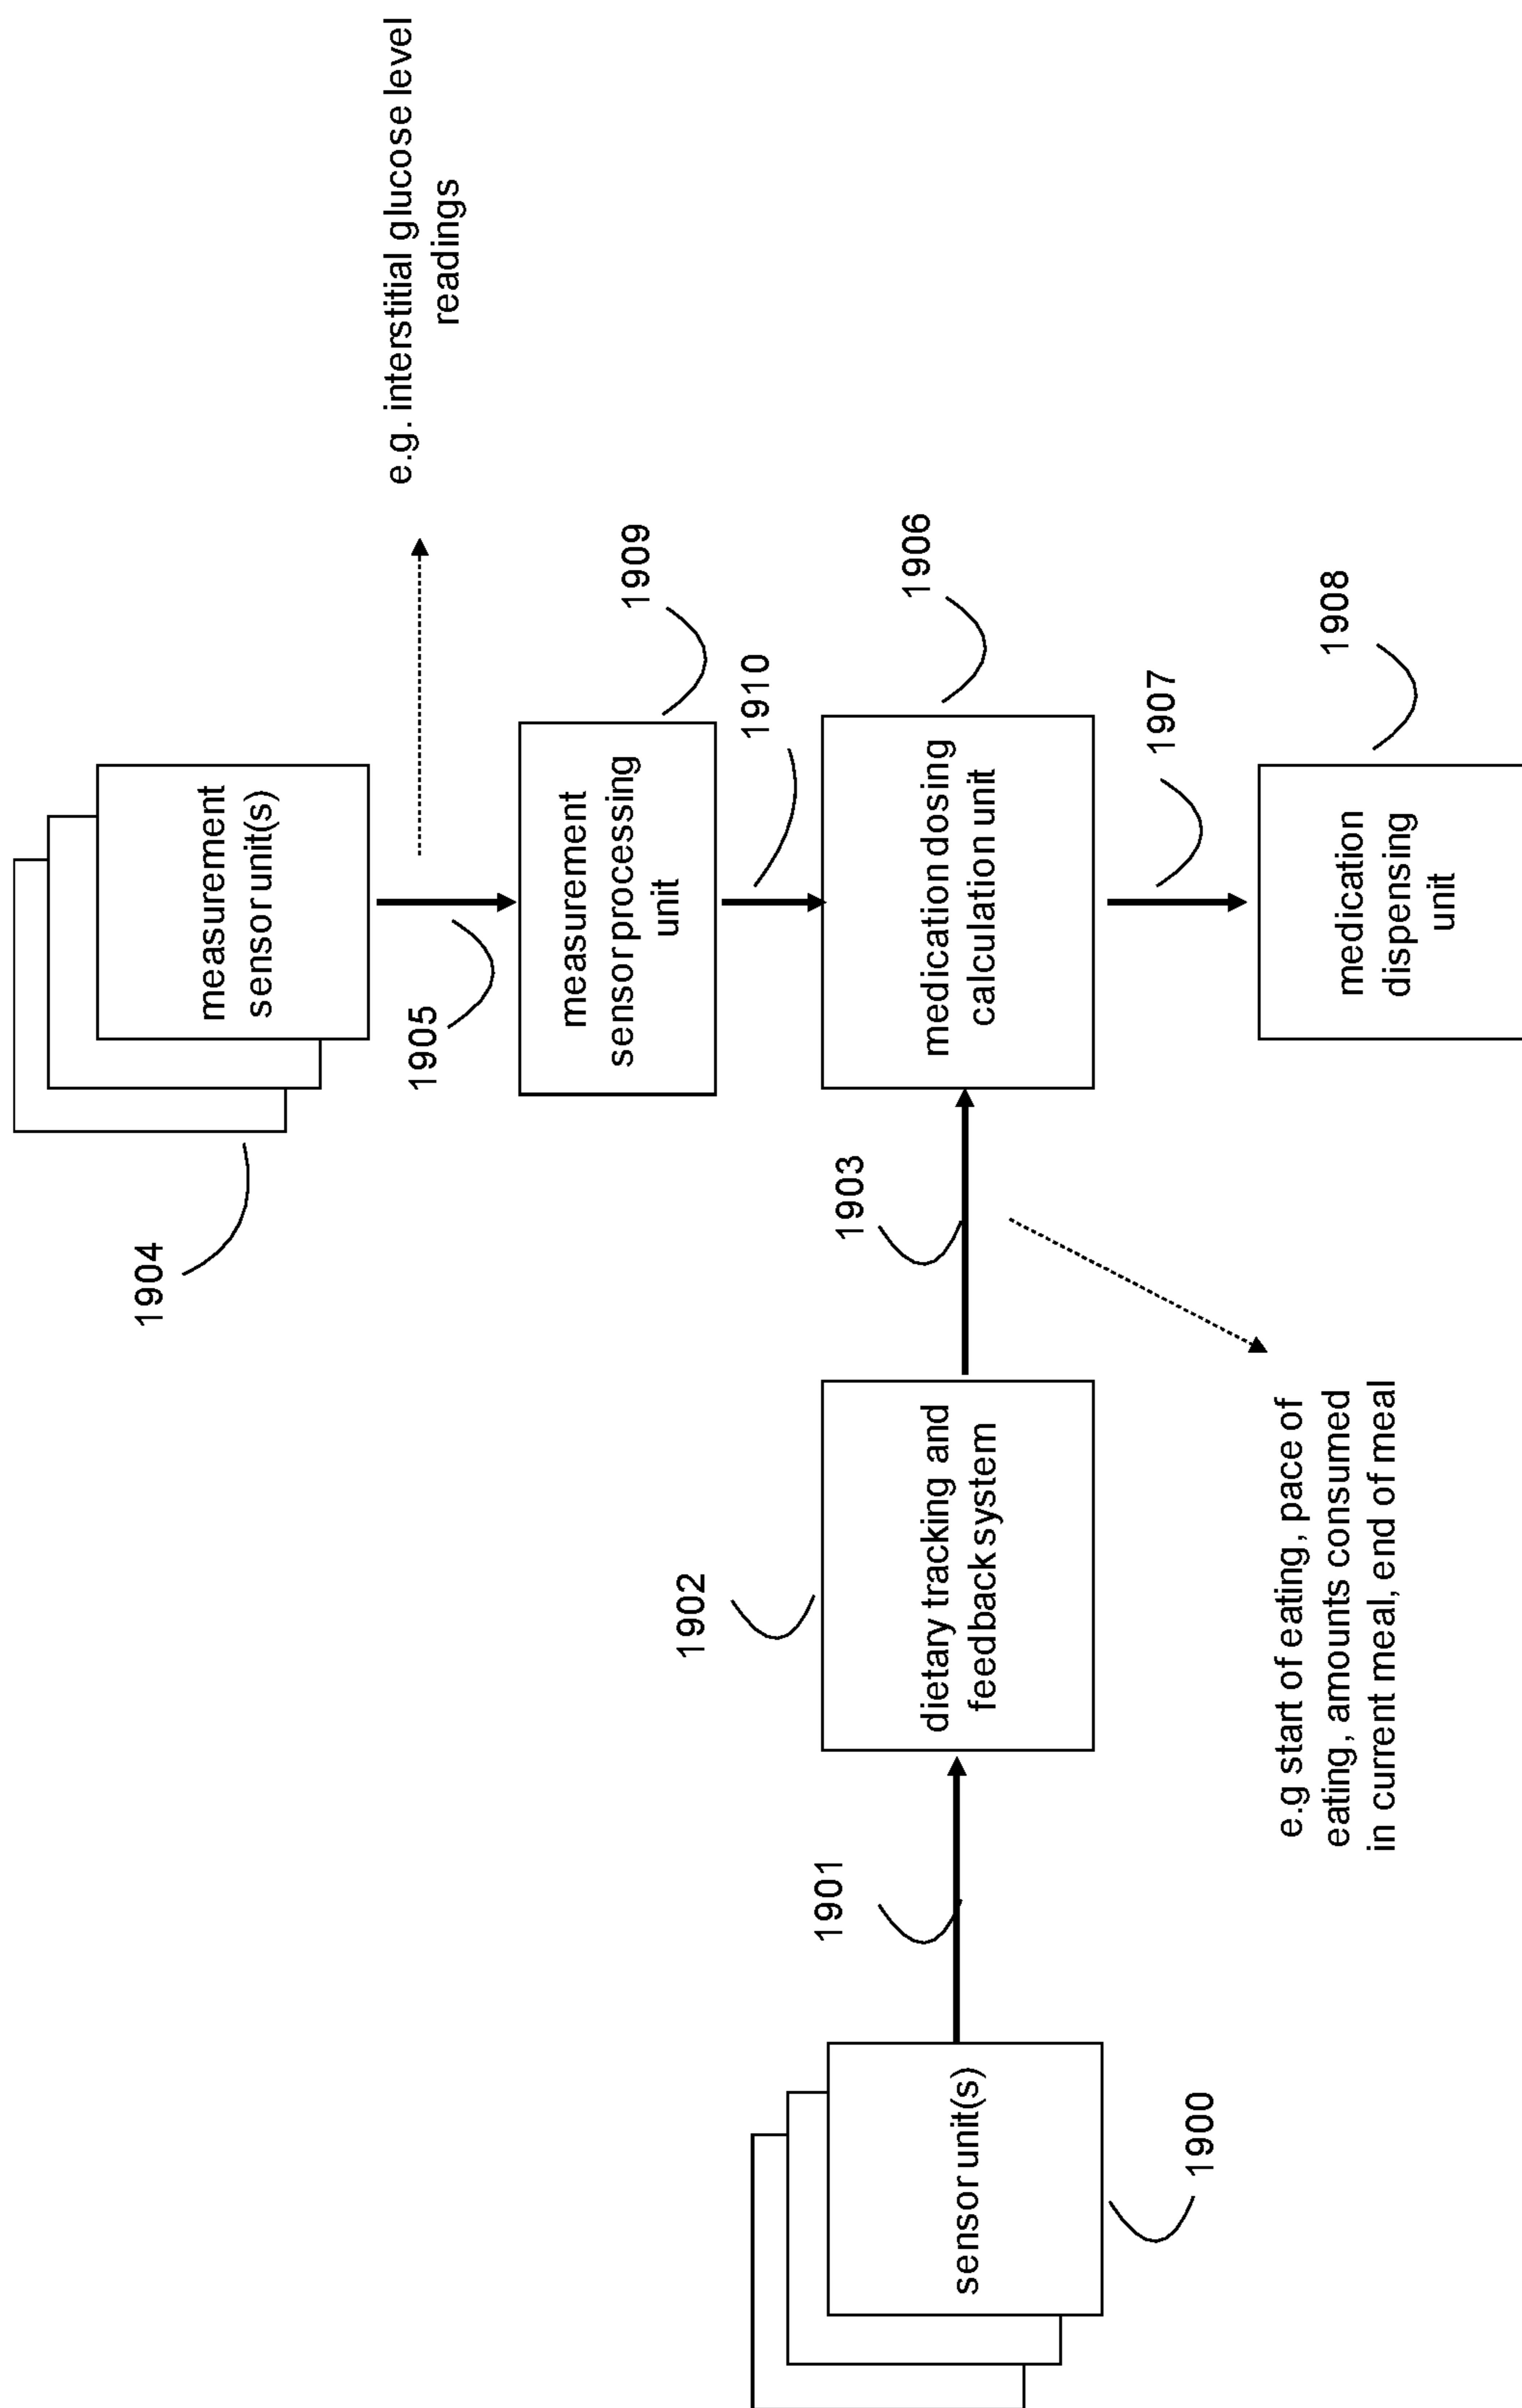 1904
measurement
sensor unit(s)
1905
e.g. interstitial glucose level
readings
measurement
sensor processing
unit
1909
1910
1902
1901
1903
1906
sensor unit(s)
dietary tracking and
feedback system
medication dosing
calculation unit
1900
1907
e.g start of eating, pace of
eating, amounts consumed
in current meal, end of meal
medication
dispensing
unit
1908